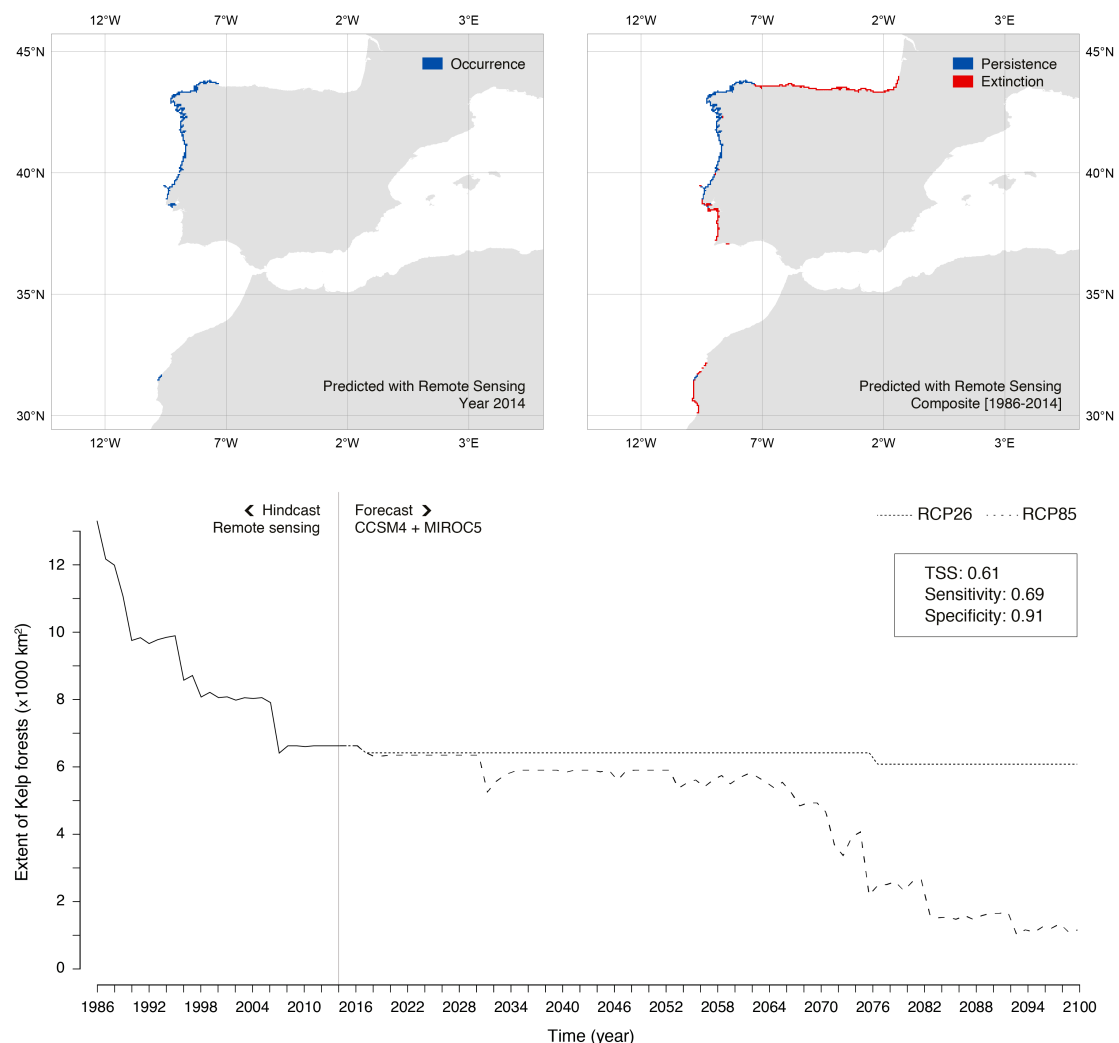 12°W 7°W 2°W 3°E
12°W 7°W 2°W 3°E
45°N
45°N
Occurrence
Persistence
Extinction
40°N
40°N
35°N
35°N
30°N
30°N
Predicted with Remote Sensing
Year 2014
Predicted with Remote Sensing
Composite [1986-2014]
12°W 7°W 2°W 3°E
12°W 7°W 2°W 3°E
Hindcast
Remote sensing
Forecast
CCSM4 + MIROC5
RCP26 RCP85
TSS: 0.61
Sensitivity: 0.69
Specificity: 0.91
Extent of Kelp forests (x1000 km²)
12
10
8
6
4
2
0
1986 1992 1998 2004 2010 2016 2022 2028 2034 2040 2046 2052 2058 2064 2070 2076 2082 2088 2094 2100
Time (year)